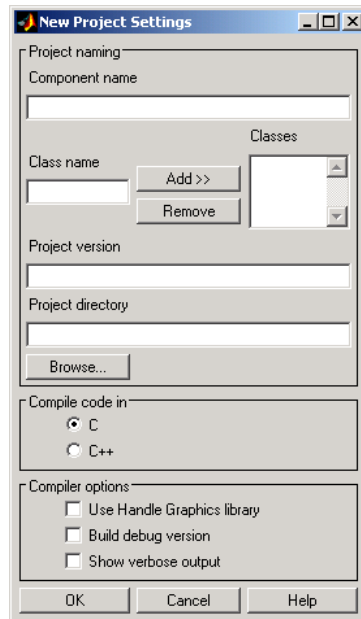 New Project Settings
Project naming
Component name
Classes
Class name
Add >>
Remove
Project version
Project directory
Browse...
Compile code in
C
C++
Compiler options
Use Handle Graphics library
Build debug version
Show verbose output
OK Cancel Help